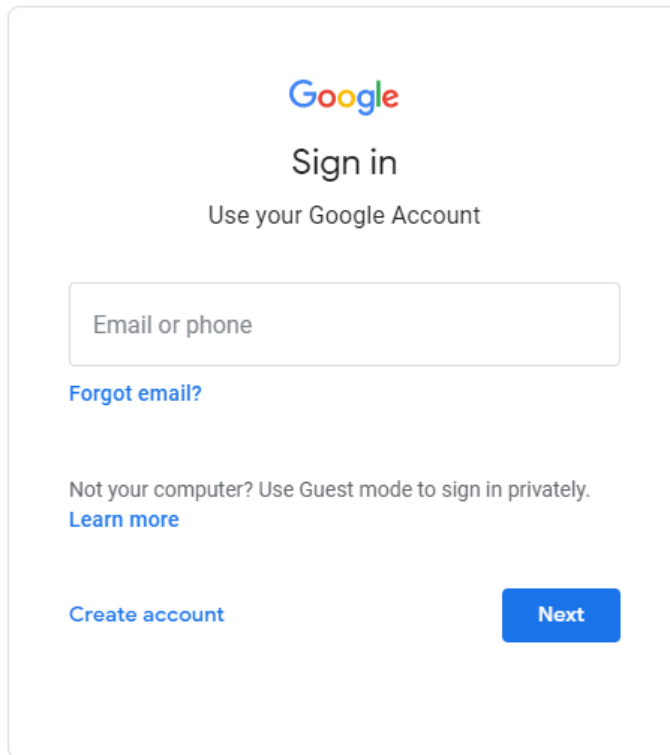 Google
Sign in
Use your Google Account
Email or phone
Forgot email?
Not your computer? Use Guest mode to sign in privately.
Learn more
Create account
Next